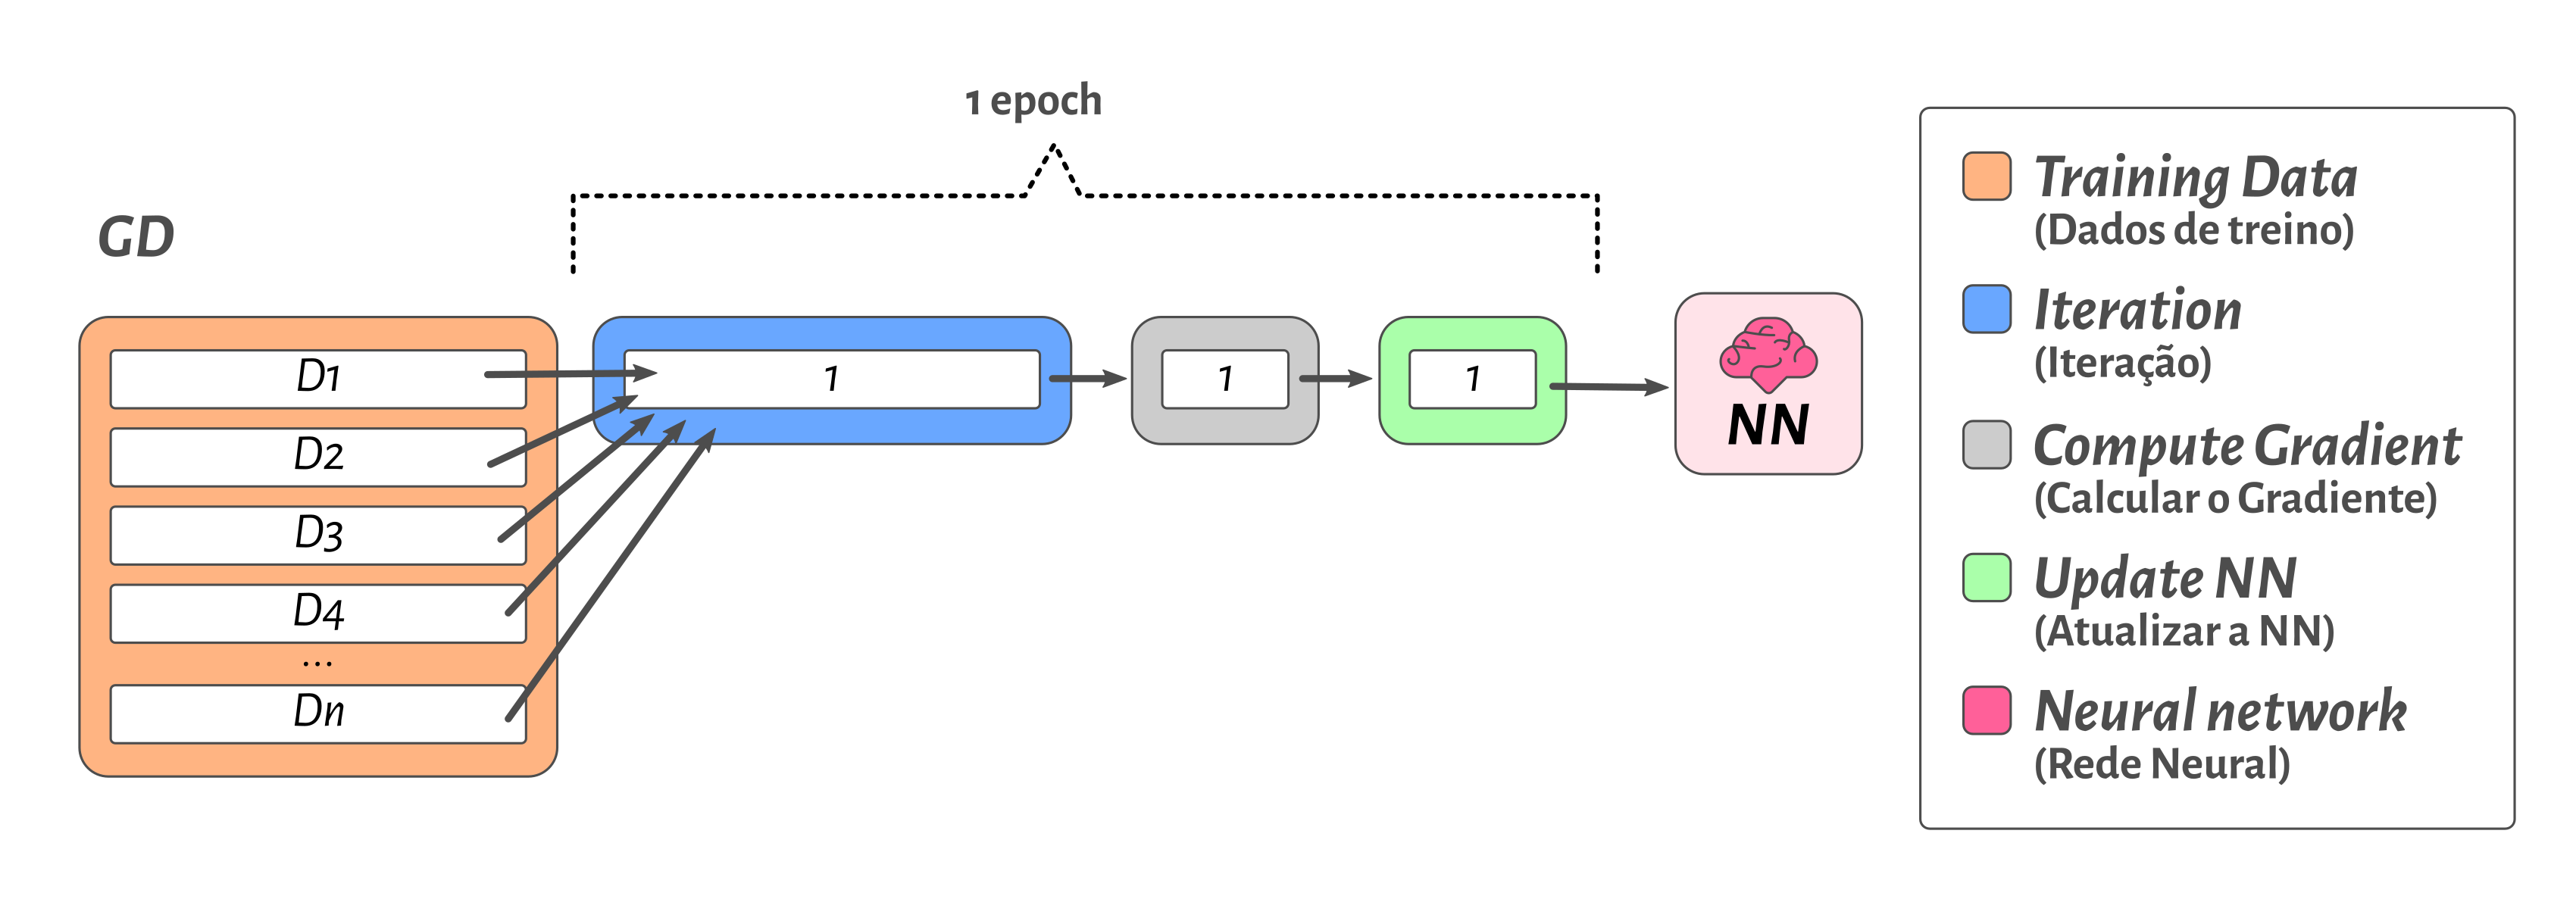 1 epoch
GD
D1
D2
D3
D4
...
Dn
1
1
1
NN
Training Data
(Dados de treino)
Iteration
(Iteração)
Compute Gradient
(Calcular o Gradiente)
Update NN
(Atualizar a NN)
Neural network
(Rede Neural)